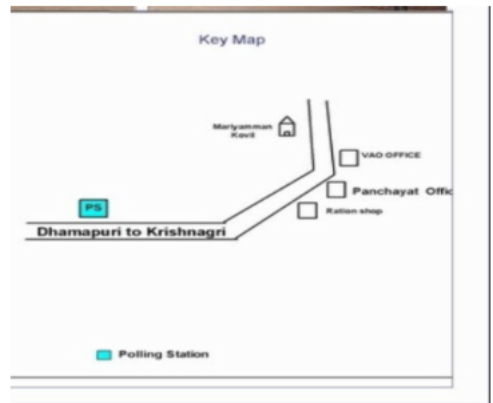 Key Map
Mariyamman
Kovil
VAO OFFICE
Panchayat Offic
Ration shop
PS
Dhamapuri to Krishnagri
Polling Station